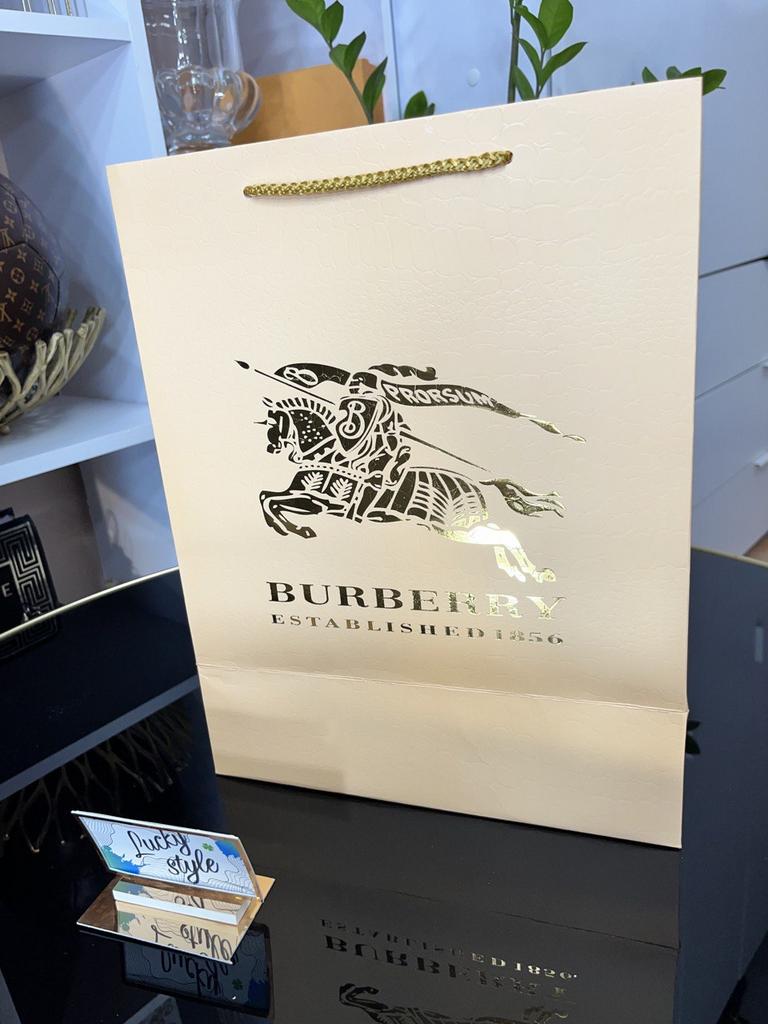 PRORSUM
B
BURBERRY
ESTABLISHED 1856
Lucky
style
E